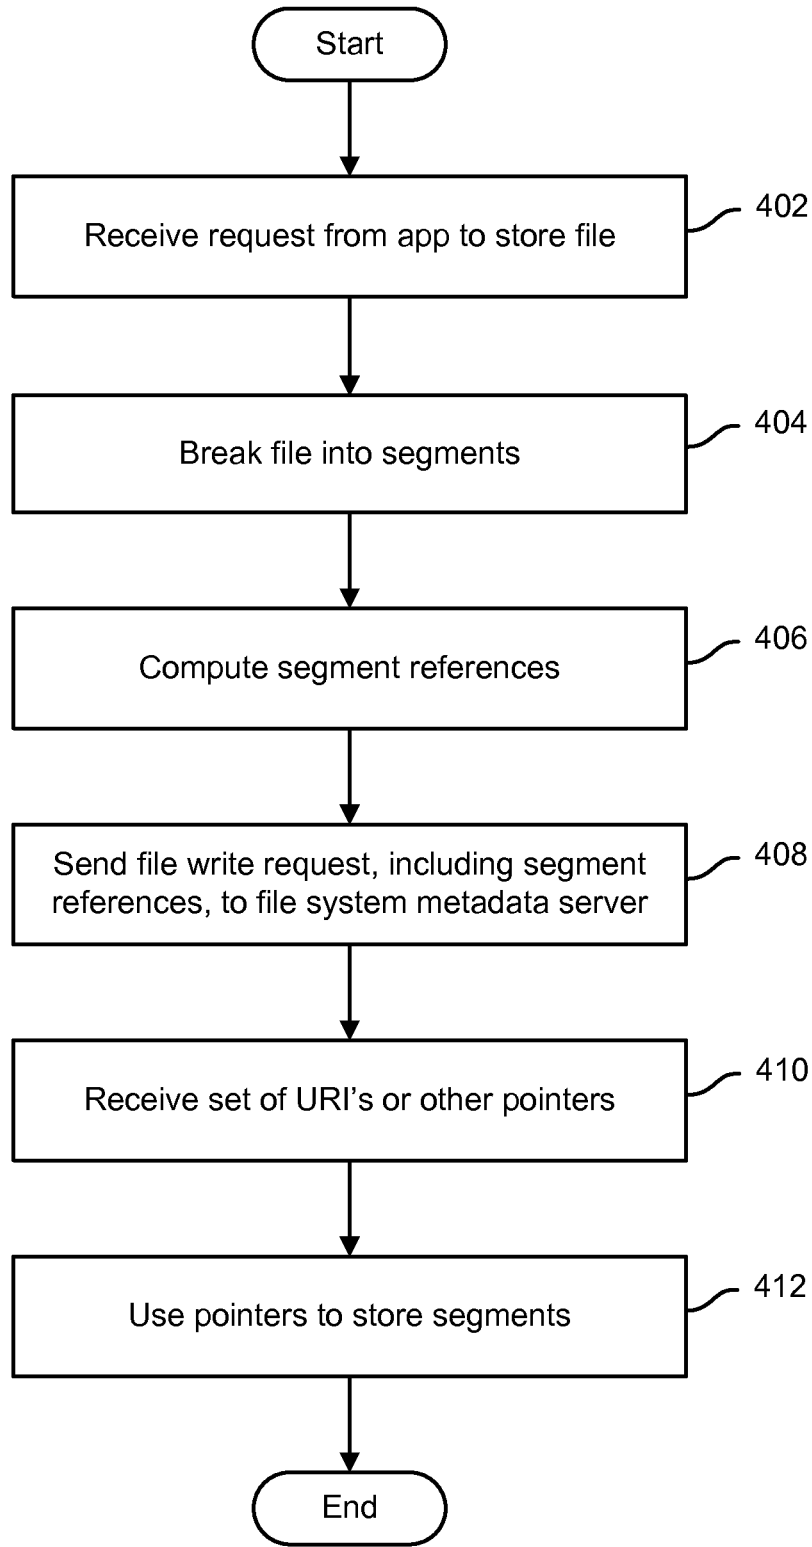 Start
Receive request from app to store file
402
Break file into segments
404
Compute segment references
406
Send file write request, including segment
references, to file system metadata server
408
Receive set of URI's or other pointers
410
Use pointers to store segments
412
End